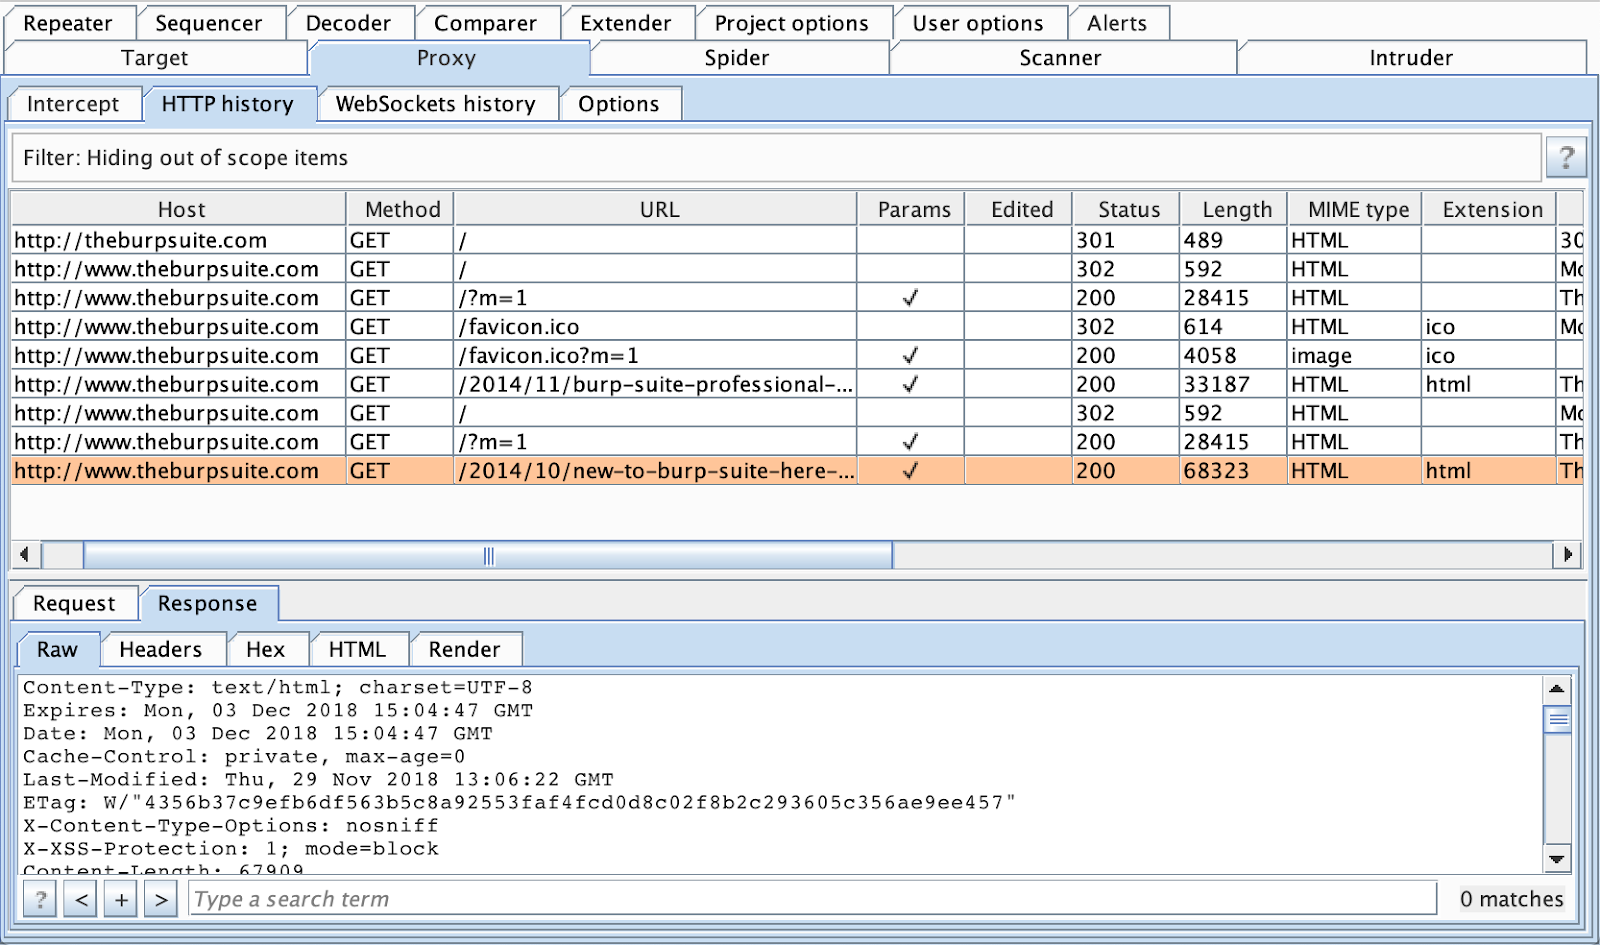 Repeater Sequencer Decoder Comparer Extender Project options User options Alerts
Target Proxy Spider Scanner Intruder
Intercept HTTP history WebSockets history Options
Filter: Hiding out of scope items ?
Host Method URL Params Edited Status Length MIME type Extension
http://theburpsuite.com GET / 301 489 HTML 30
http://www.theburpsuite.com GET / 302 592 HTML Mo
http://www.theburpsuite.com GET /?m=1 ✓ 200 28415 HTML Th
http://www.theburpsuite.com GET /favicon.ico 302 614 HTML ico Mo
http://www.theburpsuite.com GET /favicon.ico?m=1 ✓ 200 4058 image ico
http://www.theburpsuite.com GET /2014/11/burp-suite-professional-... ✓ 200 33187 HTML html Th
http://www.theburpsuite.com GET / 302 592 HTML Mo
http://www.theburpsuite.com GET /?m=1 ✓ 200 28415 HTML Th
http://www.theburpsuite.com GET /2014/10/new-to-burp-suite-here-... ✓ 200 68323 HTML html Th
Request Response
Raw Headers Hex HTML Render
Content-Type: text/html; charset=UTF-8
Expires: Mon, 03 Dec 2018 15:04:47 GMT
Date: Mon, 03 Dec 2018 15:04:47 GMT
Cache-Control: private, max-age=0
Last-Modified: Thu, 29 Nov 2018 13:06:22 GMT
ETag: W/"4356b37c9efb6df563b5c8a92553faf4fcd0d8c02f8b2c293605c356ae9ee457"
X-Content-Type-Options: nosniff
X-XSS-Protection: 1; mode=block
Content-Length: 67909
? < + > Type a search term 0 matches